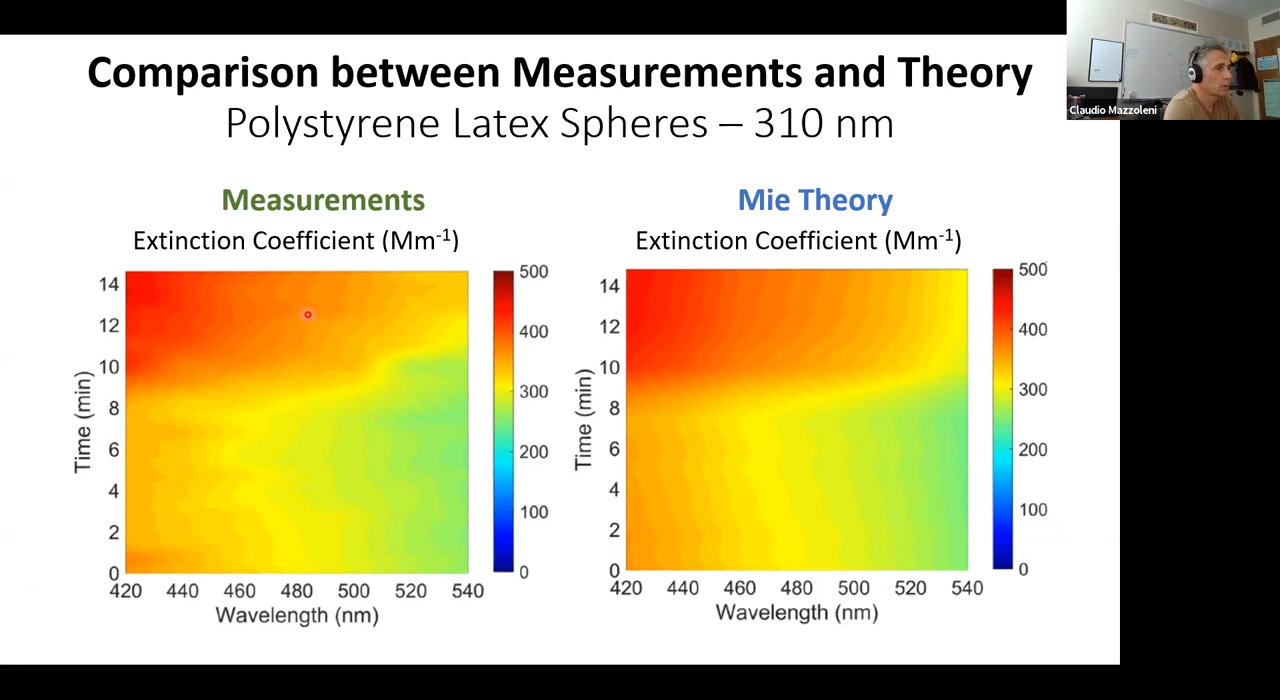 Comparison between Measurements and Theory
Polystyrene Latex Spheres – 310 nm
Claudio Mazzoleni
Measurements
Extinction Coefficient (Mm-1)
14
12
10
8
6
4
2
0
Time (min)
420 440 460 480 500 520 540
Wavelength (nm)
500
400
300
200
100
0
Mie Theory
Extinction Coefficient (Mm-1)
14
12
10
8
6
4
2
0
Time (min)
420 440 460 480 500 520 540
Wavelength (nm)
500
400
300
200
100
0